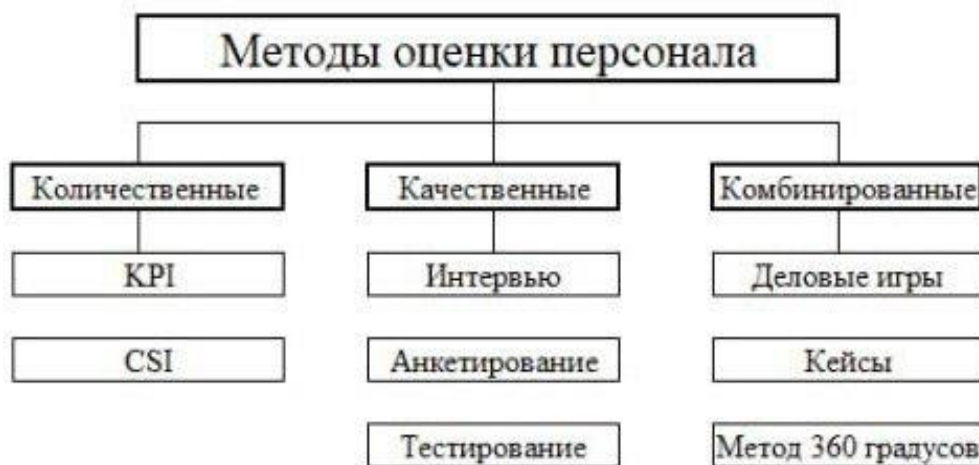 Методы оценки персонала
Количественные
Качественные
Комбинированные
KPI
Интервью
Деловые игры
CSI
Анкетирование
Кейсы
Тестирование
Метод 360 градусов